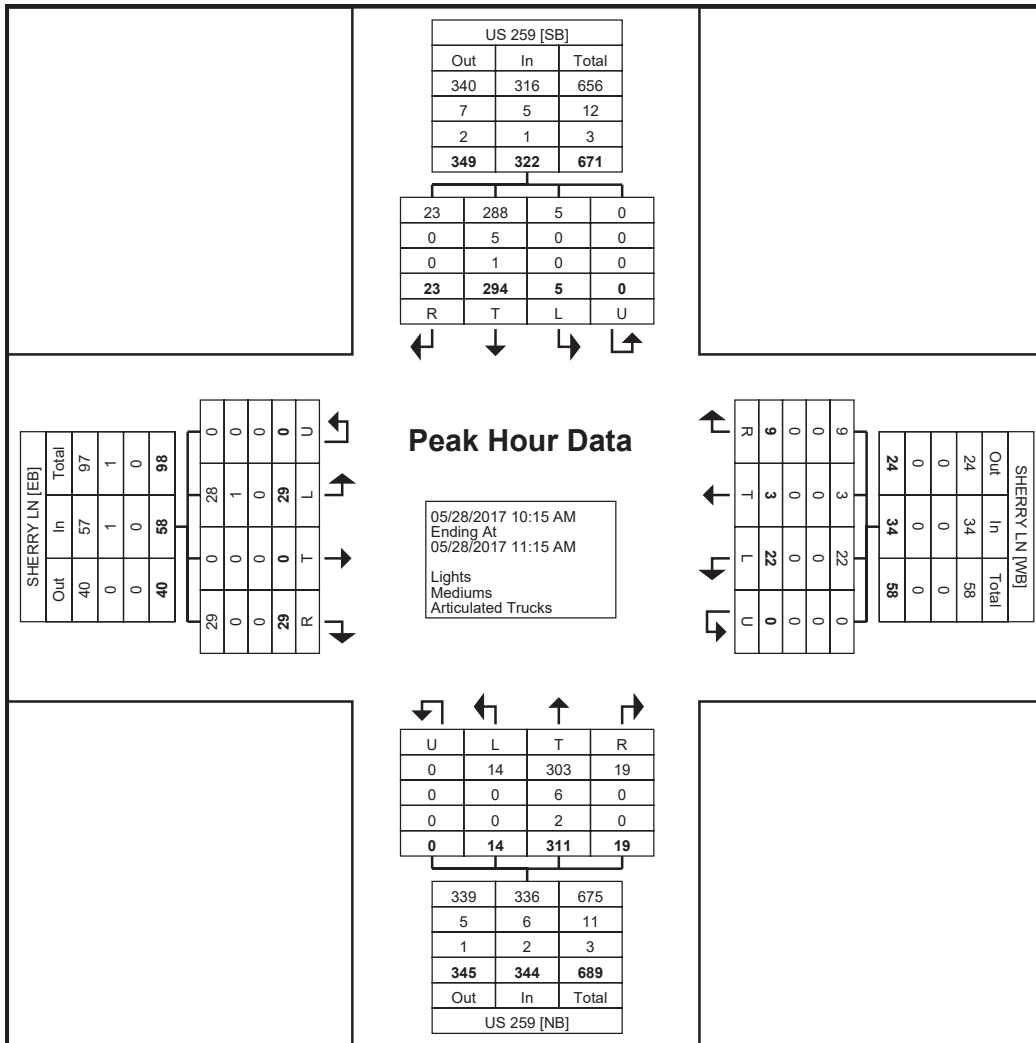 US 259 [SB]
Out In Total
340 316 656
7 5 12
2 1 3
349 322 671
23 288 5 0
0 5 0 0
0 1 0 0
23 294 5 0
R T L U
SHERRY LN [EB]
Total In Out
97 57 40
1 1 0
0 0 0
98 58 40
0 28 0 29
0 1 0 0
0 0 0 0
0 29 0 29
U L T R
Peak Hour Data
05/28/2017 10:15 AM
Ending At
05/28/2017 11:15 AM
Lights
Mediums
Articulated Trucks
R T L U
9 3 22 0
0 0 0 0
0 0 0 0
9 3 22 0
SHERRY LN [WB]
Out In Total
24 34 58
0 0 0
0 0 0
24 34 58
U L T R
0 14 303 19
0 0 6 0
0 0 2 0
0 14 311 19
339 336 675
5 6 11
1 2 3
345 344 689
Out In Total
US 259 [NB]